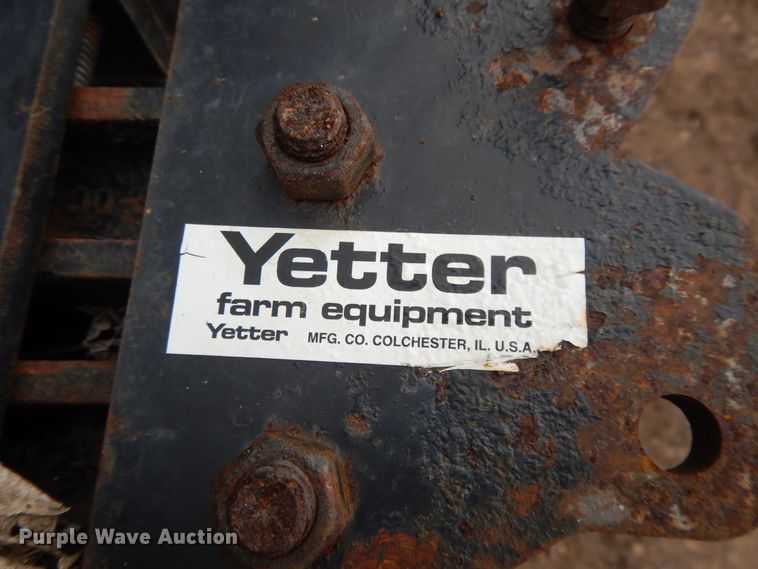 Yetter
farm equipment
Yetter MFG. CO. COLCHESTER, IL. U.S.A.
Purple Wave Auction